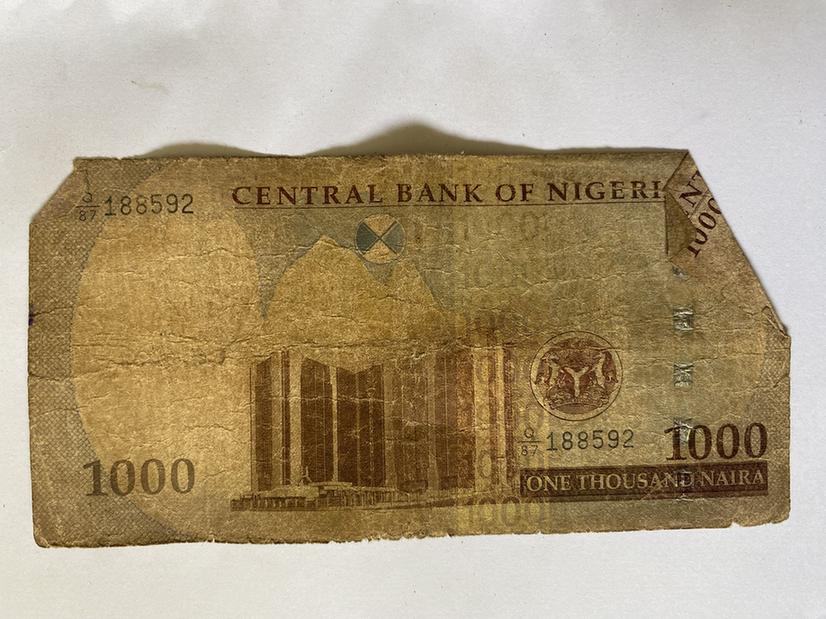 Q/87 188592
CENTRAL BANK OF NIGERI
1000
Q/87 188592
1000
1000
ONE THOUSAND NAIRA